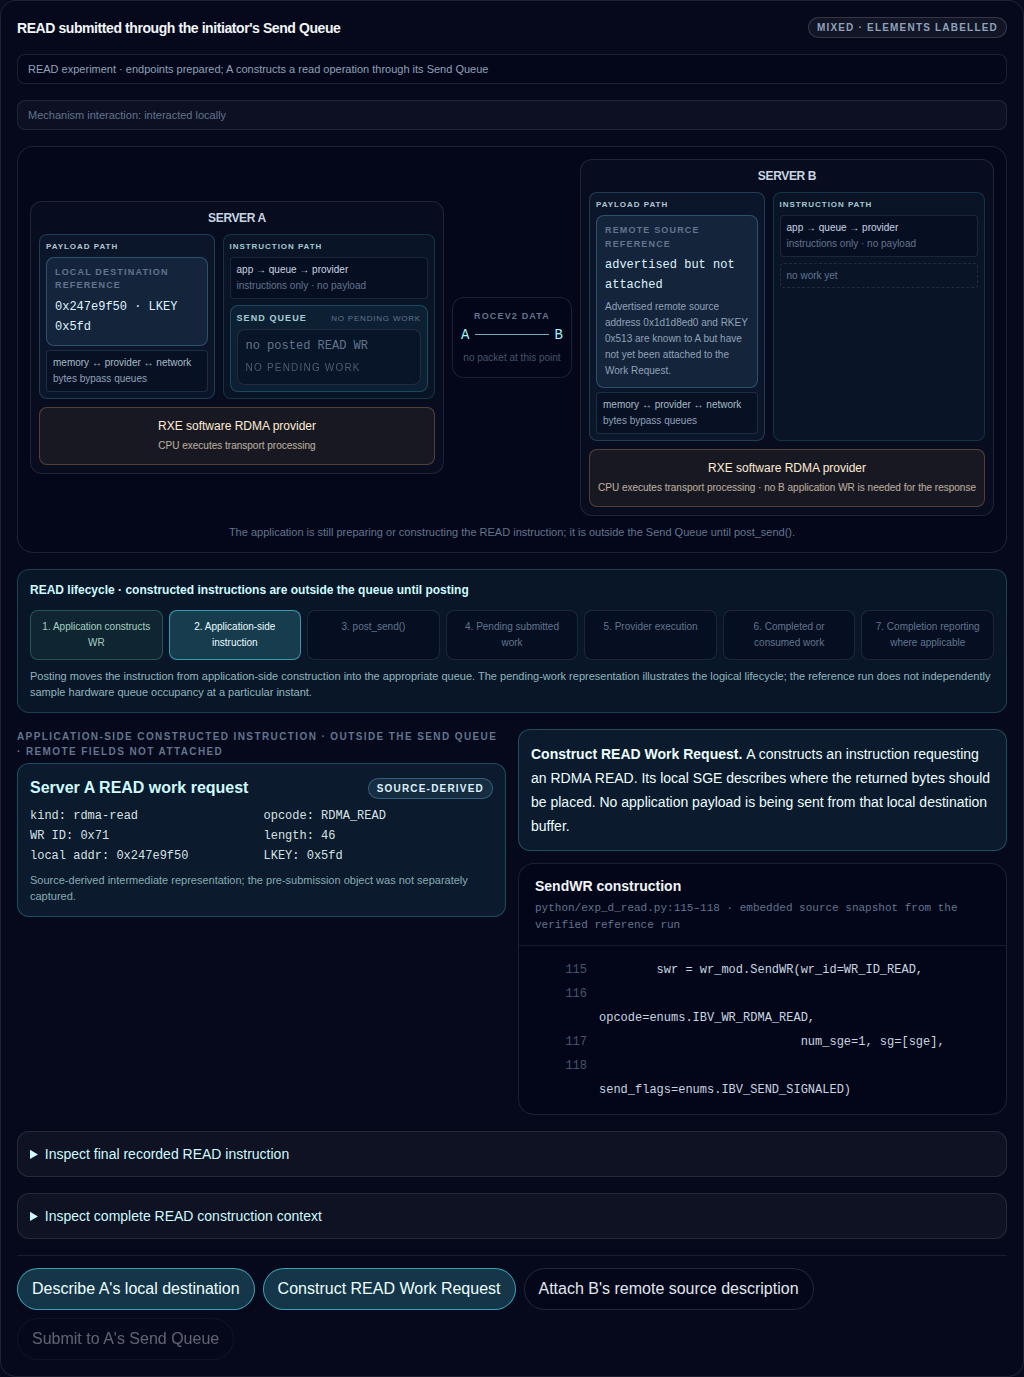 READ submitted through the initiator's Send Queue
MIXED · ELEMENTS LABELLED
READ experiment · endpoints prepared; A constructs a read operation through its Send Queue
Mechanism interaction: interacted locally
SERVER A
PAYLOAD PATH
LOCAL DESTINATION
REFERENCE
0x247e9f50 · LKEY
0x5fd
memory ↔ provider ↔ network
bytes bypass queues
INSTRUCTION PATH
app → queue → provider
instructions only · no payload
SEND QUEUE
NO PENDING WORK
no posted READ WR
NO PENDING WORK
RXE software RDMA provider
CPU executes transport processing
ROCEV2 DATA
A
B
no packet at this point
SERVER B
PAYLOAD PATH
REMOTE SOURCE
REFERENCE
advertised but not
attached
Advertised remote source
address 0x1d1d8ed0 and RKEY
0x513 are known to A but have
not yet been attached to the
Work Request.
memory ↔ provider ↔ network
bytes bypass queues
INSTRUCTION PATH
app → queue → provider
instructions only · no payload
no work yet
RXE software RDMA provider
CPU executes transport processing · no B application WR is needed for the response
The application is still preparing or constructing the READ instruction; it is outside the Send Queue until post_send().
READ lifecycle · constructed instructions are outside the queue until posting
1. Application constructs
WR
2. Application-side
instruction
3. post_send()
4. Pending submitted
work
5. Provider execution
6. Completed or
consumed work
7. Completion reporting
where applicable
Posting moves the instruction from application-side construction into the appropriate queue. The pending-work representation illustrates the logical lifecycle; the reference run does not independently
sample hardware queue occupancy at a particular instant.
APPLICATION-SIDE CONSTRUCTED INSTRUCTION · OUTSIDE THE SEND QUEUE
· REMOTE FIELDS NOT ATTACHED
Server A READ work request
SOURCE-DERIVED
kind: rdma-read
opcode: RDMA_READ
WR ID: 0x71
length: 46
local addr: 0x247e9f50
LKEY: 0x5fd
Source-derived intermediate representation; the pre-submission object was not separately
captured.
Construct READ Work Request. A constructs an instruction requesting
an RDMA READ. Its local SGE describes where the returned bytes should
be placed. No application payload is being sent from that local destination
buffer.
SendWR construction
python/exp_d_read.py:115–118 · embedded source snapshot from the
verified reference run
115 swr = wr_mod.SendWR(wr_id=WR_ID_READ,
116
opcode=enums.IBV_WR_RDMA_READ,
117 num_sge=1, sg=[sge],
118
send_flags=enums.IBV_SEND_SIGNALED)
▶ Inspect final recorded READ instruction
▶ Inspect complete READ construction context
Describe A's local destination
Construct READ Work Request
Attach B's remote source description
Submit to A's Send Queue